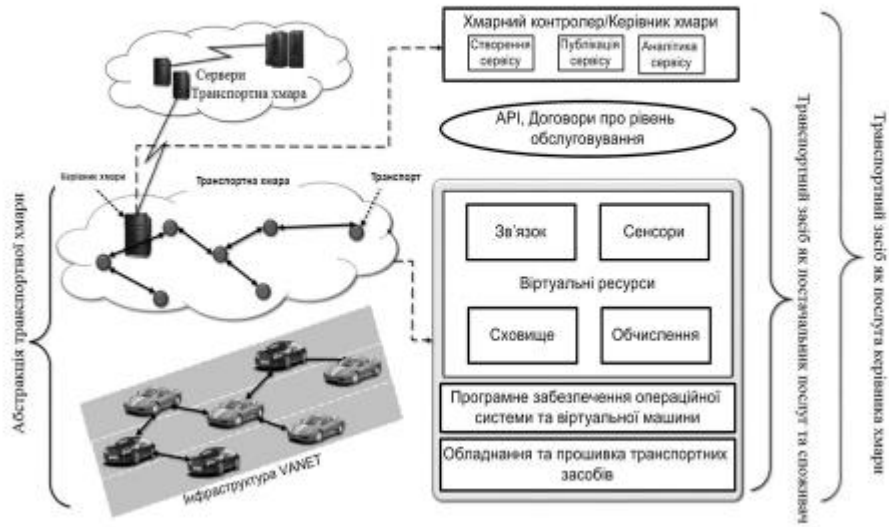 Хмарний контролер/Керівник хмари
Створення
сервісу
Публікація
сервісу
Аналітика
сервісу
Сервери
Транспортна хмара
API, Договори про рівень
обслуговування
Керівник хмари
Транспортна хмара
Транспорт
Зв'язок
Сенсори
Віртуальні ресурси
Сховище
Обчислення
Програмне забезпечення операційної
системи та віртуальної машини
Обладнання та прошивка транспортних
засобів
Інфраструктура VANET
Абстракція транспортної хмари
Транспортний засіб як постачальник послуг та споживач
Транспортний засіб як послуга керівника хмари